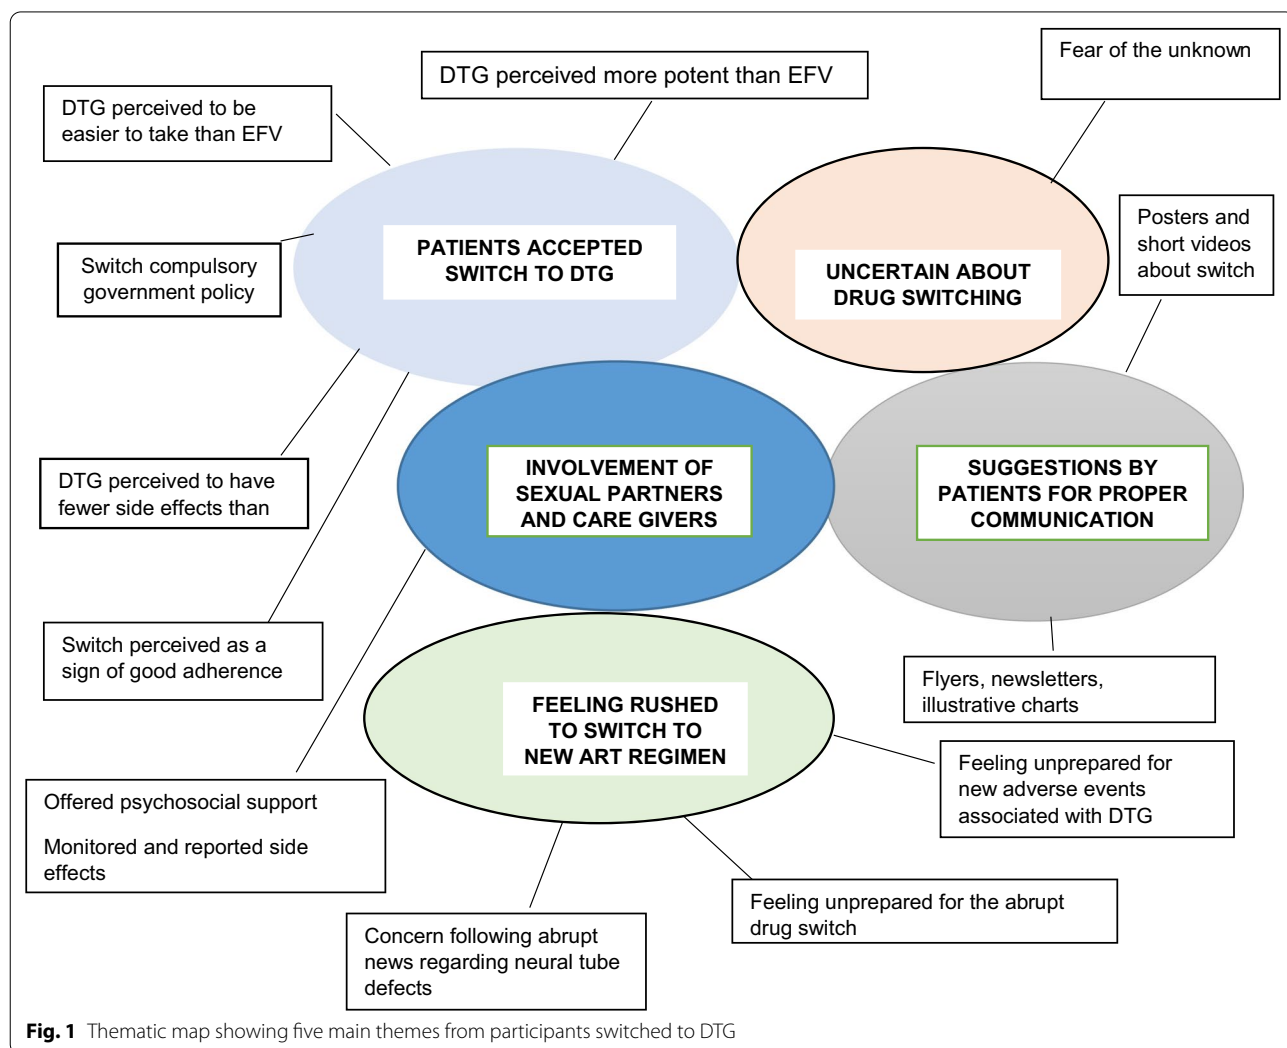 DTG perceived more potent than EFV
Fear of the unknown
DTG perceived to be
easier to take than EFV
Posters and
short videos
about switch
PATIENTS ACCEPTED
SWITCH TO DTG
UNCERTAIN ABOUT
DRUG SWITCHING
Switch compulsory
government policy
DTG perceived to have
fewer side effects than
INVOLVEMENT OF
SEXUAL PARTNERS
AND CARE GIVERS
SUGGESTIONS BY
PATIENTS FOR PROPER
COMMUNICATION
Switch perceived as a
sign of good adherence
Flyers, newsletters,
illustrative charts
FEELING RUSHED
TO SWITCH TO
NEW ART REGIMEN
Feeling unprepared for
new adverse events
associated with DTG
Offered psychosocial support
Monitored and reported side
effects
Feeling unprepared for the abrupt
drug switch
Concern following abrupt
news regarding neural tube
defects
Fig. 1 Thematic map showing five main themes from participants switched to DTG